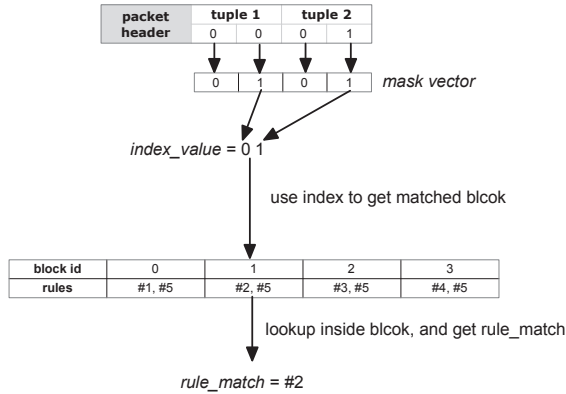 packet header tuple 1 tuple 2
0 0 0 1
0 1 0 1 mask vector
index_value = 0 1
use index to get matched blcok
block id 0 1 2 3
rules #1, #5 #2, #5 #3, #5 #4, #5
lookup inside blcok, and get rule_match
rule_match = #2